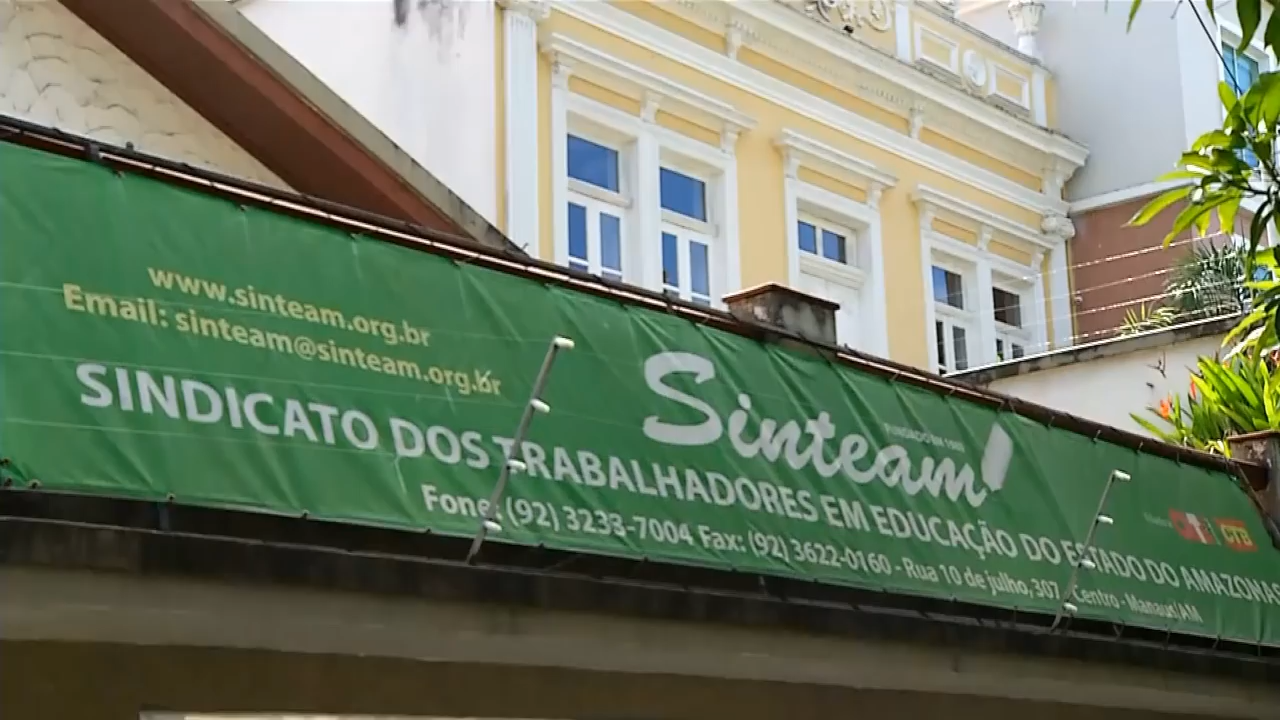 www.sinteam.org.br
Email: sinteam@sinteam.org.br
Sinteam
SINDICATO DOS TRABALHADORES EM EDUCAÇÃO DO ESTADO DO AMAZONAS
Fone: (92) 3233-7004 Fax: (92) 3622-0160 - Rua 10 de julho, 307 Centro - Manaus/AM
CTB